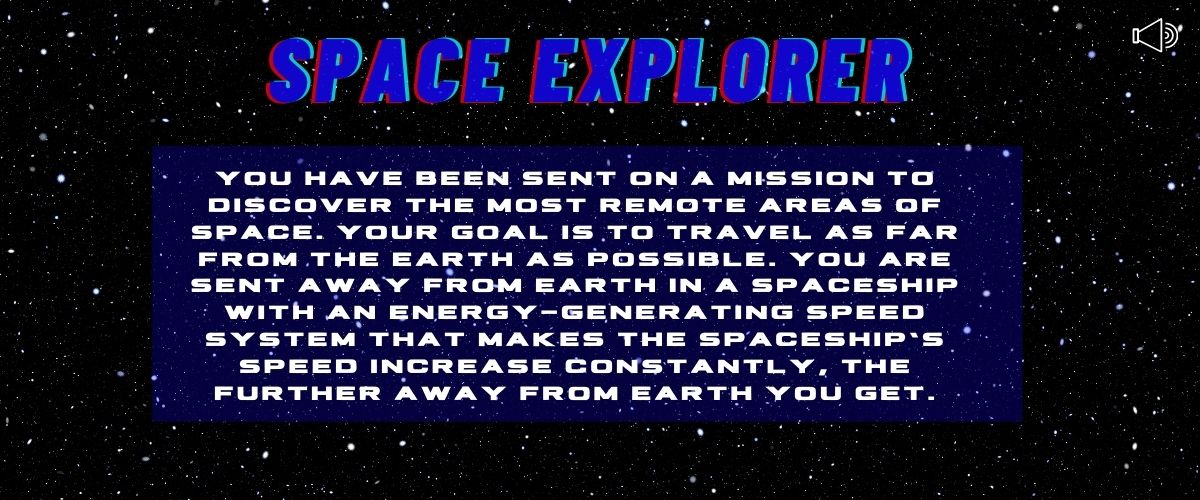 SPACE EXPLORER
YOU HAVE BEEN SENT ON A MISSION TO
DISCOVER THE MOST REMOTE AREAS OF
SPACE. YOUR GOAL IS TO TRAVEL AS FAR
FROM THE EARTH AS POSSIBLE. YOU ARE
SENT AWAY FROM EARTH IN A SPACESHIP
WITH AN ENERGY-GENERATING SPEED
SYSTEM THAT MAKES THE SPACESHIP`S
SPEED INCREASE CONSTANTLY, THE
FURTHER AWAY FROM EARTH YOU GET.